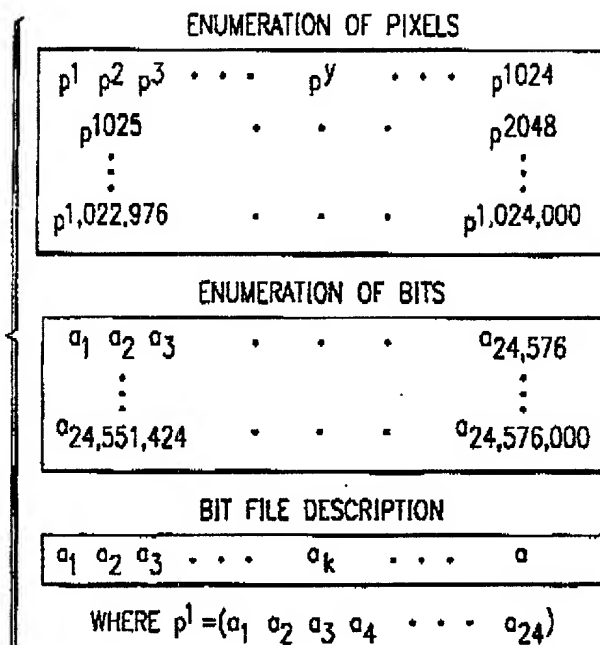 ENUMERATION OF PIXELS
p1 p2 p3 · · · py · · · p1024
p1025 · · · p2048
p1,022,976 · · · p1,024,000
ENUMERATION OF BITS
a1 a2 a3 · · · a24,576
a24,551,424 · · · a24,576,000
BIT FILE DESCRIPTION
a1 a2 a3 · · · ak · · · a
WHERE p1 =(a1 a2 a3 a4 · · · a24)